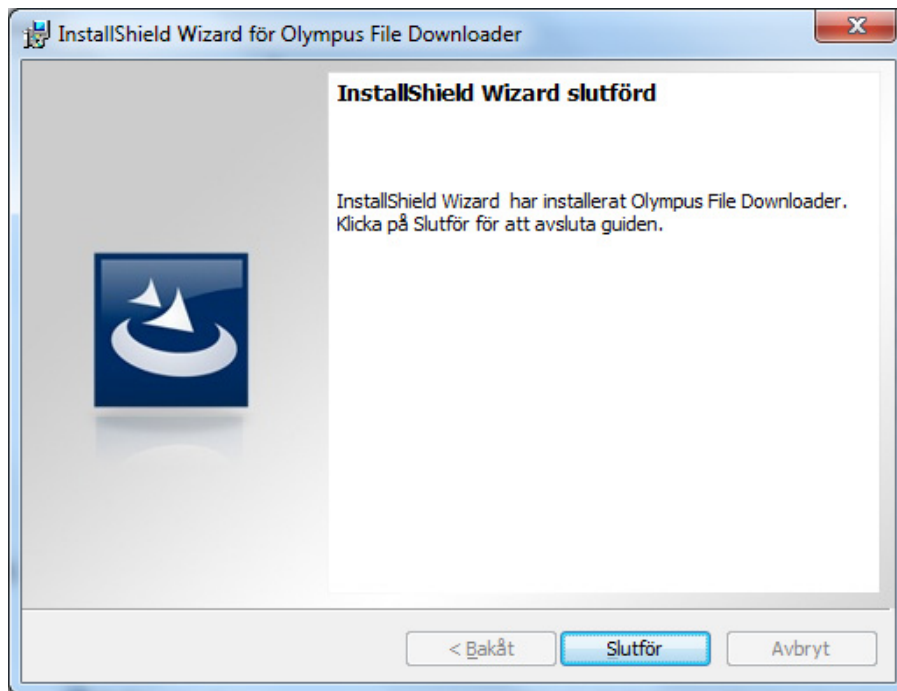 InstallShield Wizard för Olympus File Downloader
InstallShield Wizard slutförd
InstallShield Wizard har installerat Olympus File Downloader.
Klicka på Slutför för att avsluta guiden.
< Bakåt
Slutför
Avbryt